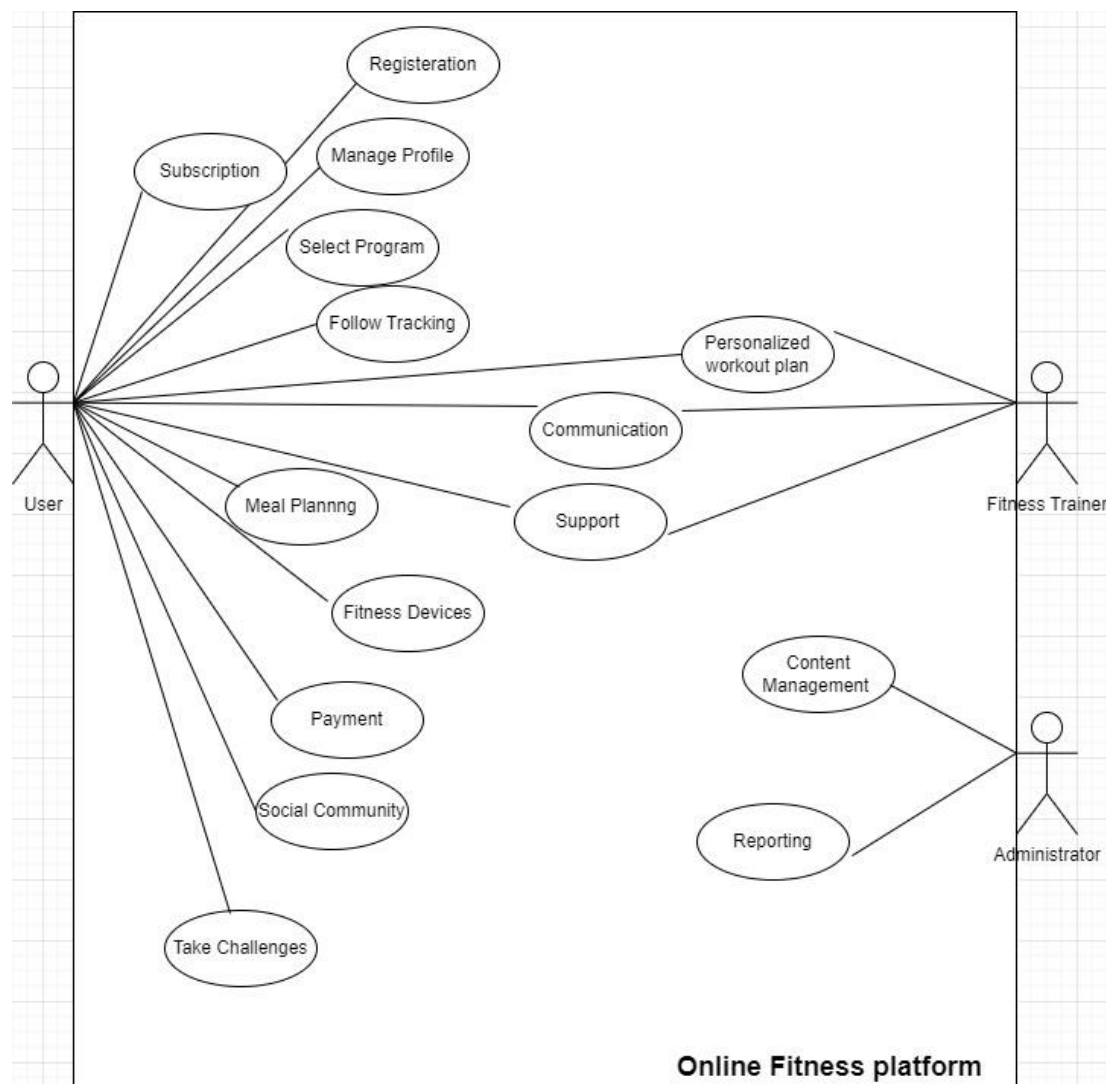 Registeration
Manage Profile
Subscription
Select Program
Follow Tracking
Personalized
workout plan
Communication
User
Meal Plannng
Support
Fitness Trainer
Fitness Devices
Content
Management
Payment
Social Community
Reporting
Administrator
Take Challenges
Online Fitness platform